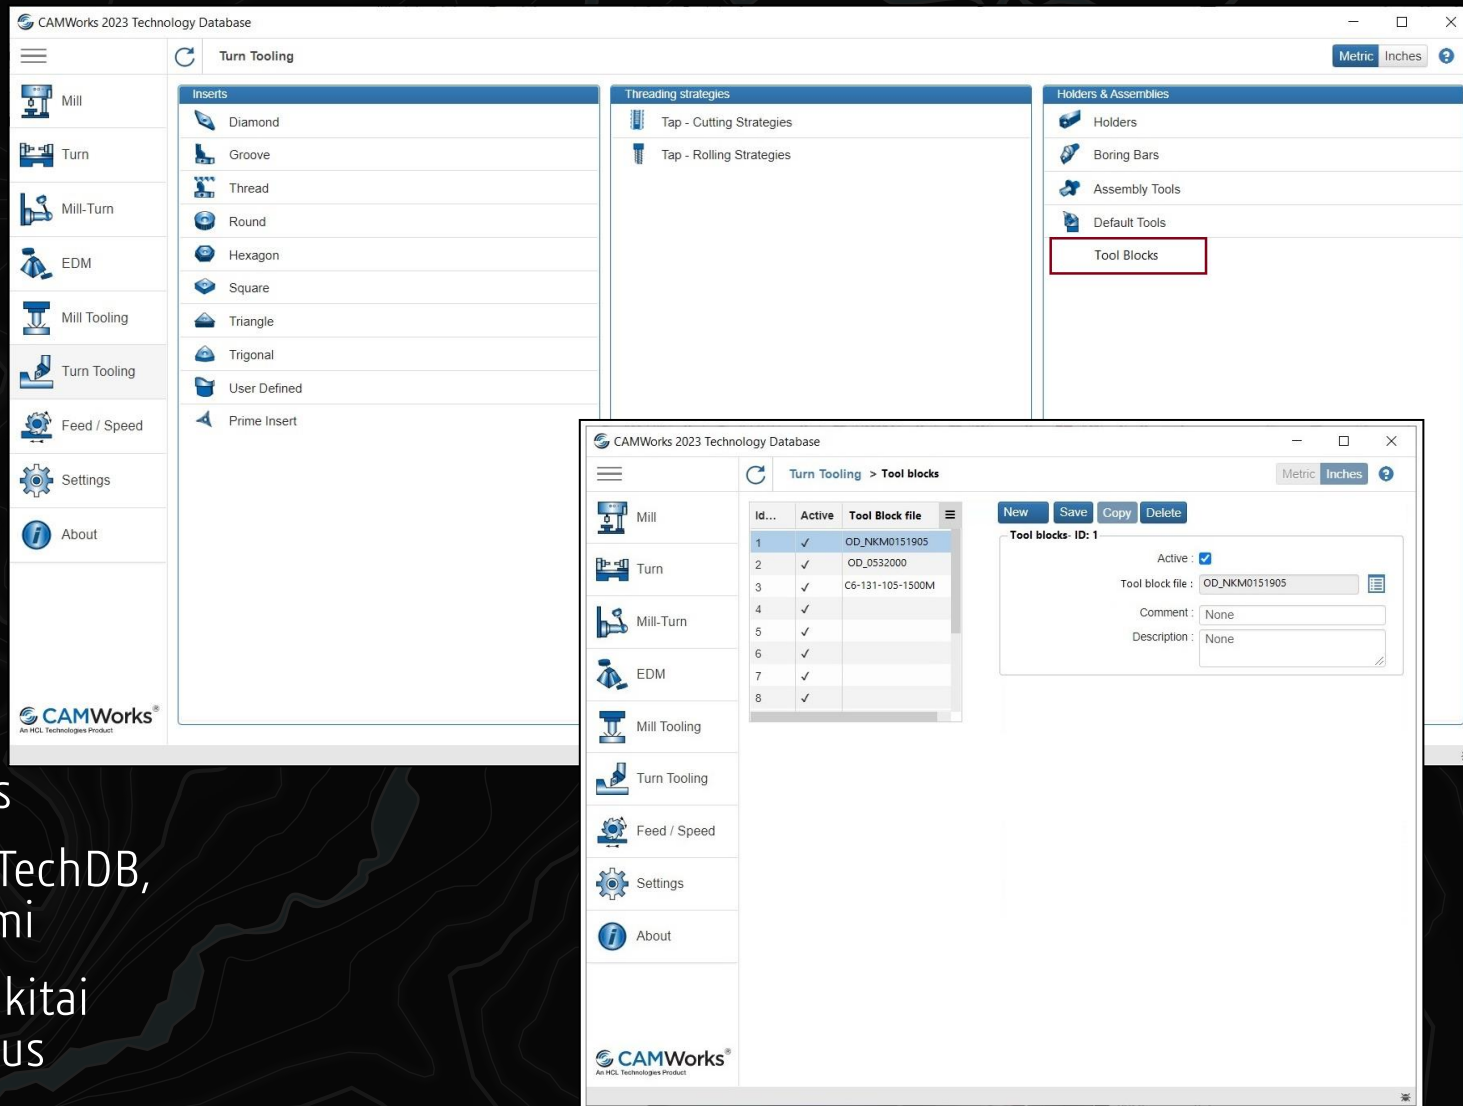 CAMWorks 2023 Technology Database
Turn Tooling
Metric Inches
Mill
Turn
Mill-Turn
EDM
Mill Tooling
Turn Tooling
Feed / Speed
Settings
About
CAMWorks®
An HCL Technologies Product
Inserts
Diamond
Groove
Thread
Round
Hexagon
Square
Triangle
Trigonal
User Defined
Prime Insert
Threading strategies
Tap - Cutting Strategies
Tap - Rolling Strategies
Holders & Assemblies
Holders
Boring Bars
Assembly Tools
Default Tools
Tool Blocks
CAMWorks 2023 Technology Database
Turn Tooling > Tool blocks
Metric Inches
Mill
Turn
Mill-Turn
EDM
Mill Tooling
Turn Tooling
Feed / Speed
Settings
About
CAMWorks®
An HCL Technologies Product
Id... Active Tool Block file
1 ✓ OD_NKM0151905
2 ✓ OD_0532000
3 ✓ C6-131-105-1500M
4 ✓
5 ✓
6 ✓
7 ✓
8 ✓
New Save Copy Delete
Tool blocks- ID: 1
Active :
Tool block file : OD_NKM0151905
Comment : None
Description : None
s
TechDB,
mi
kitai
us